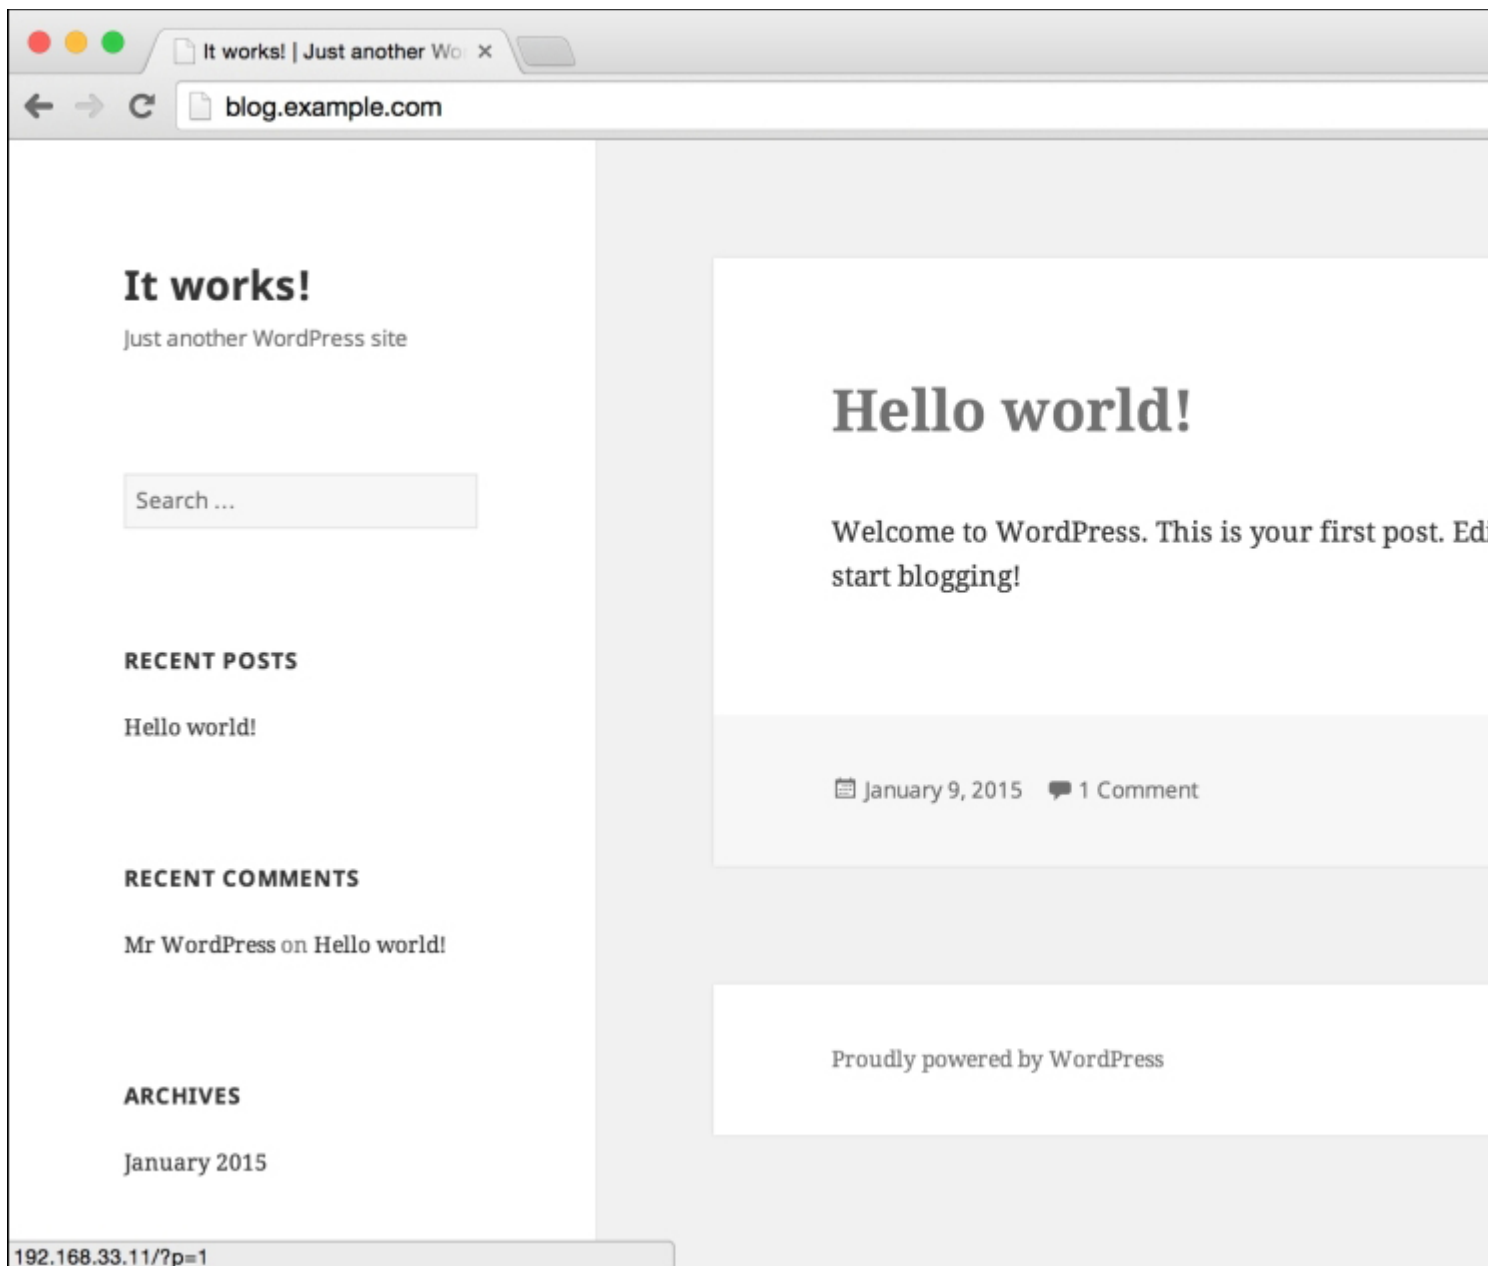 It works! | Just another Wo
blog.example.com
It works!
Just another WordPress site
Search ...
RECENT POSTS
Hello world!
RECENT COMMENTS
Mr WordPress on Hello world!
ARCHIVES
January 2015
Hello world!
Welcome to WordPress. This is your first post. Edi
start blogging!
January 9, 2015 1 Comment
Proudly powered by WordPress
192.168.33.11/?p=1